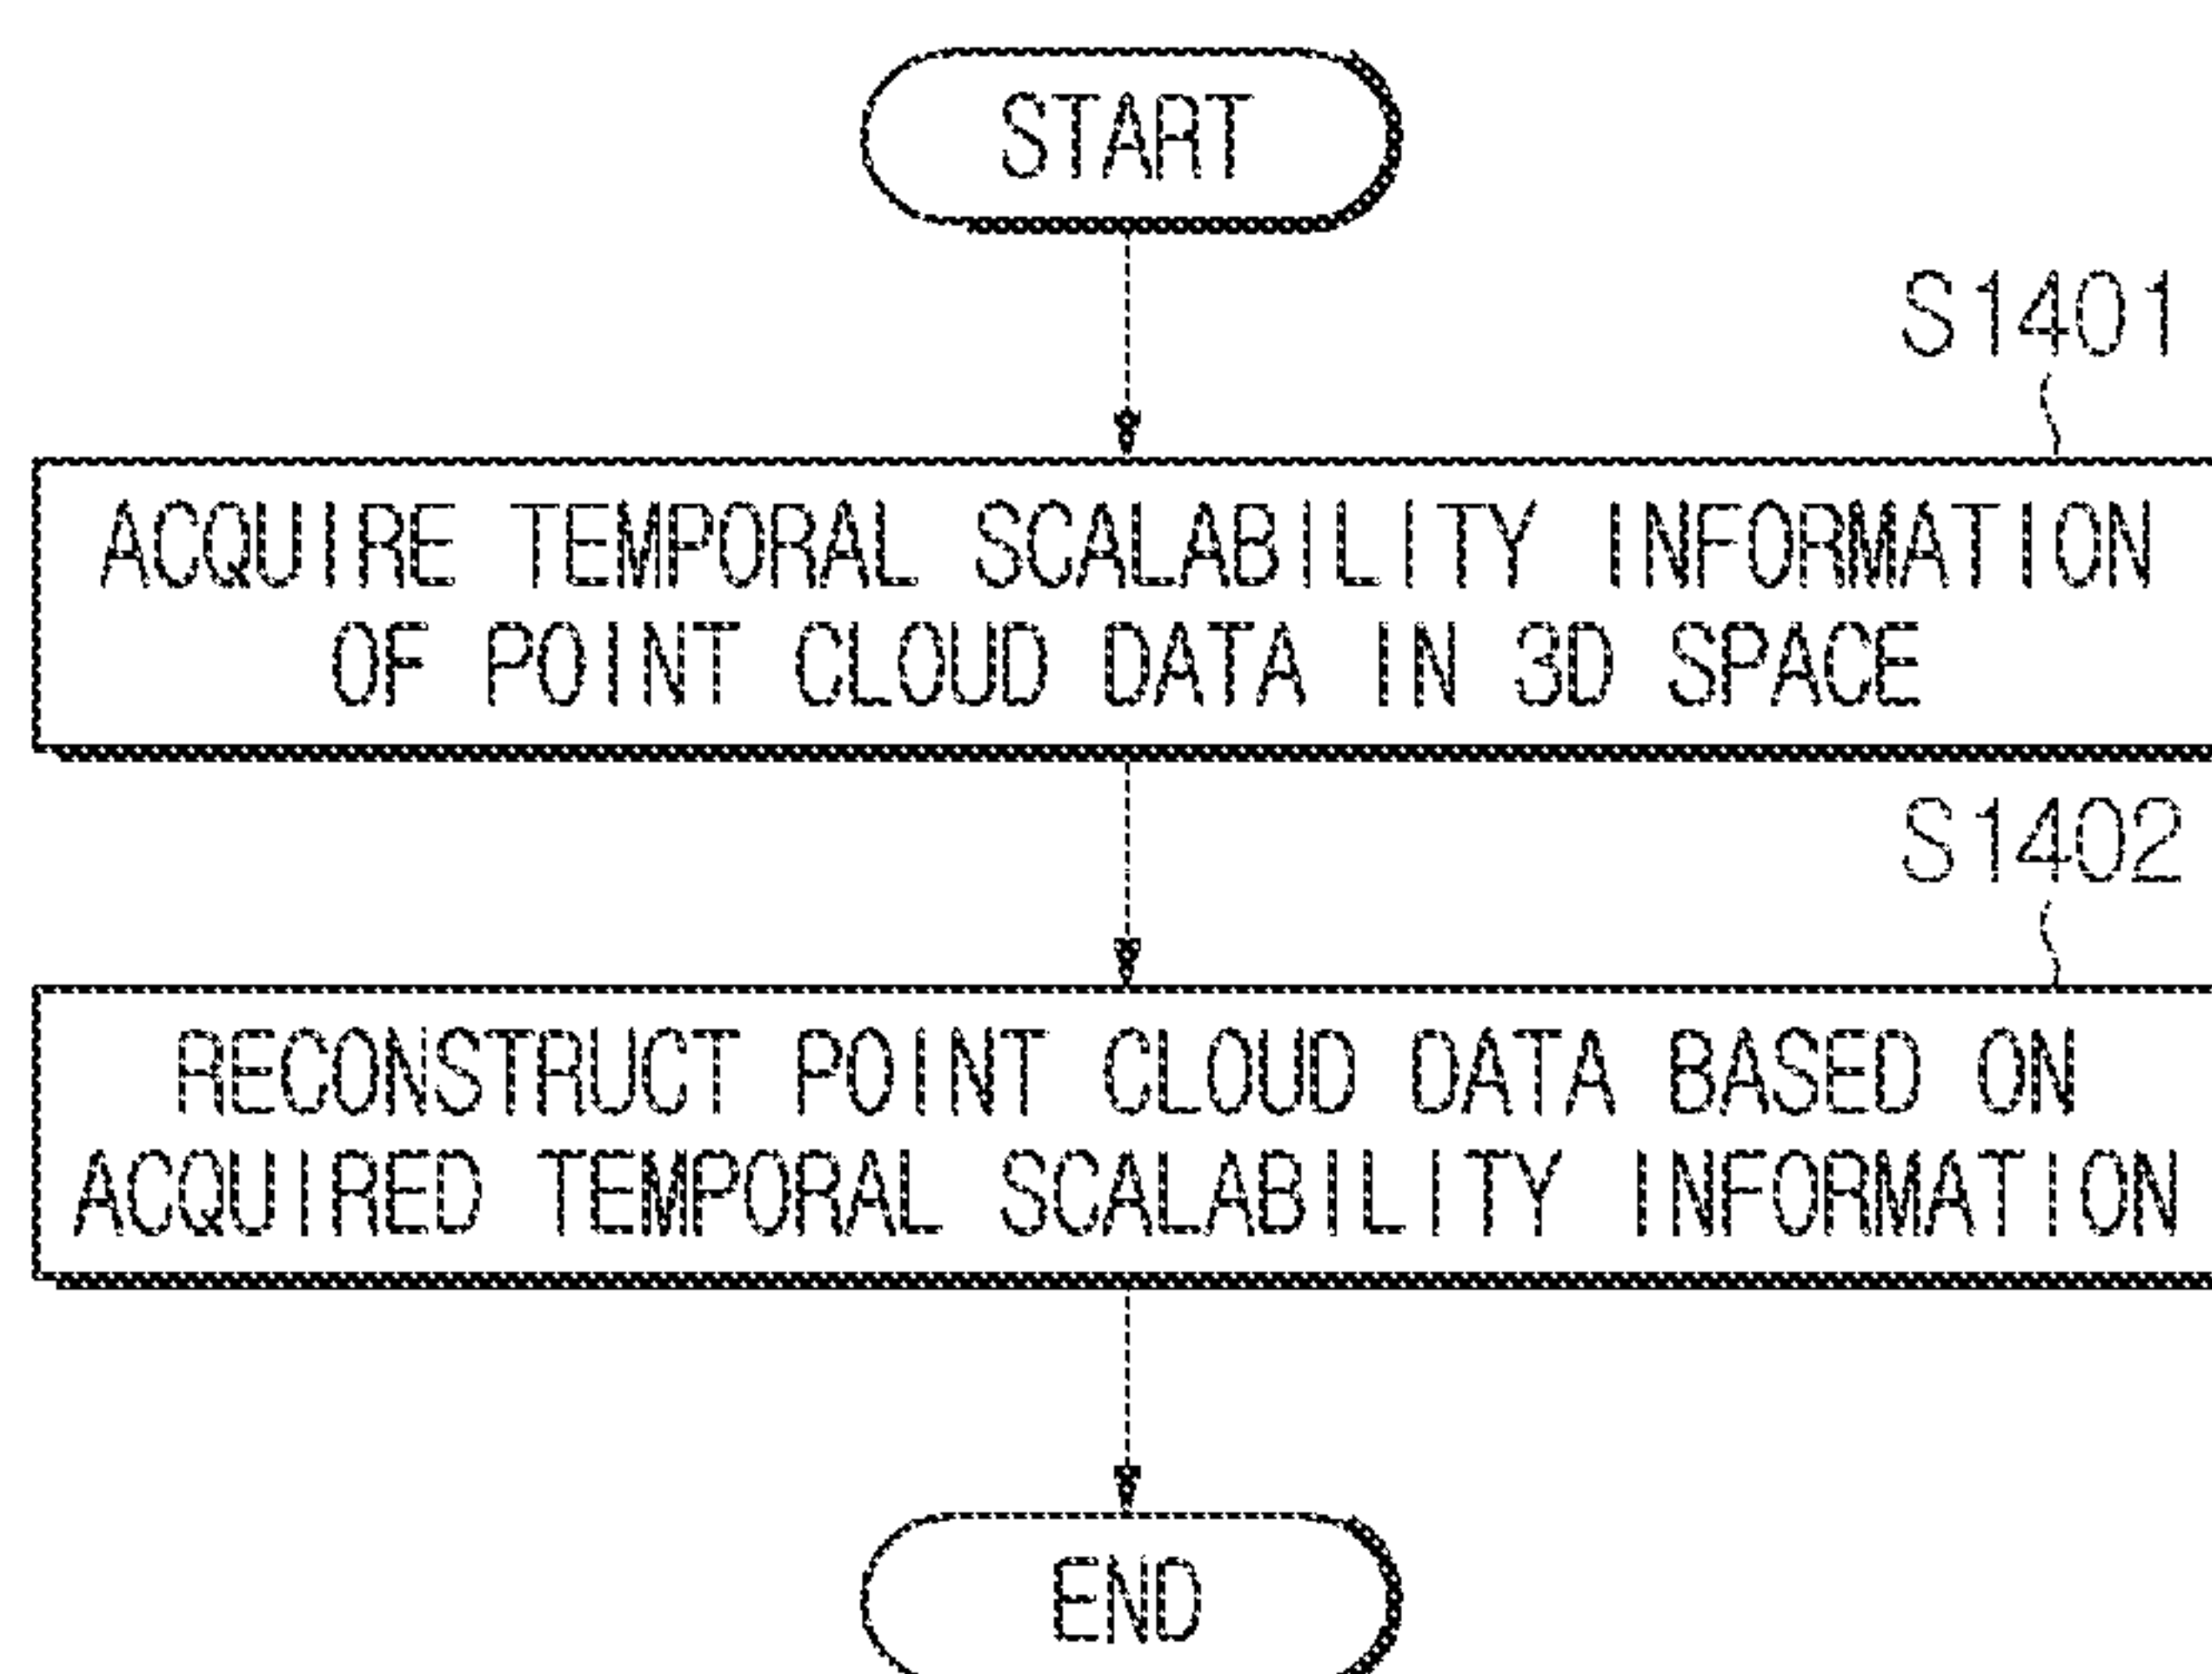 START
S1401
ACQUIRE TEMPORAL SCALABILITY INFORMATION
OF POINT CLOUD DATA IN 3D SPACE
S1402
RECONSTRUCT POINT CLOUD DATA BASED ON
ACQUIRED TEMPORAL SCALABILITY INFORMATION
END